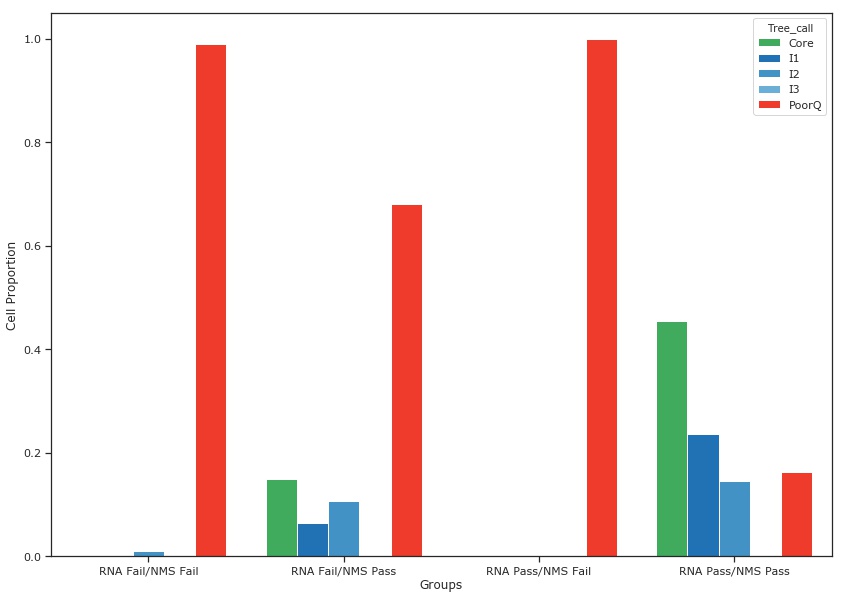 Tree_call
Core
I1
I2
I3
PoorQ
1.0
0.8
0.6
0.4
0.2
0.0
Cell Proportion
RNA Fail/NMS Fail
RNA Fail/NMS Pass
RNA Pass/NMS Fail
RNA Pass/NMS Pass
Groups